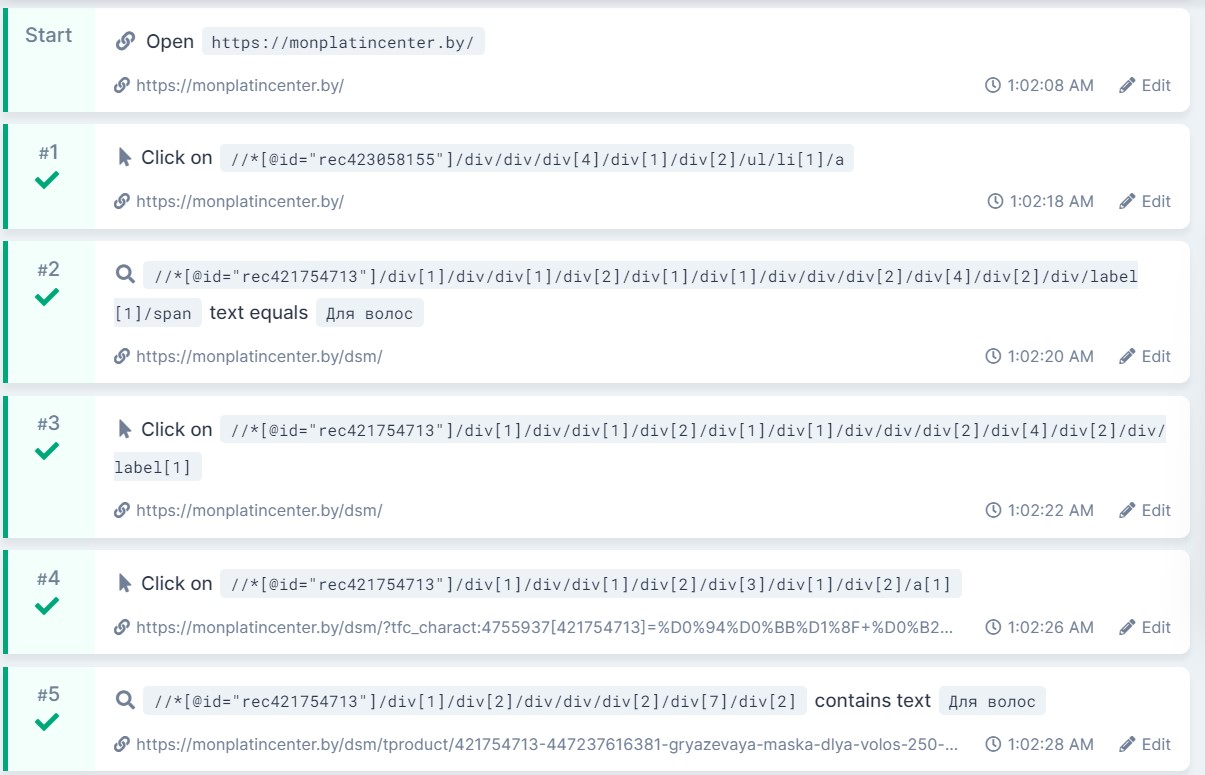 Start
Open https://monplatincenter.by/
https://monplatincenter.by/ 1:02:08 AM Edit
#1
Click on //*[@id="rec423058155"]/div/div/div[4]/div[1]/div[2]/ul/li[1]/a
https://monplatincenter.by/ 1:02:18 AM Edit
#2
//*[@id="rec421754713"]/div[1]/div/div[1]/div[2]/div[1]/div[1]/div/div/div[2]/div[4]/div[2]/div/label
[1]/span text equals Для волос
https://monplatincenter.by/dsm/ 1:02:20 AM Edit
#3
Click on //*[@id="rec421754713"]/div[1]/div/div[1]/div[2]/div[1]/div[1]/div/div/div[2]/div[4]/div[2]/div/
label[1]
https://monplatincenter.by/dsm/ 1:02:22 AM Edit
#4
Click on //*[@id="rec421754713"]/div[1]/div/div[1]/div[2]/div[3]/div[1]/div[2]/a[1]
https://monplatincenter.by/dsm/?tfc_charact:4755937[421754713]=%D0%94%D0%BB%D1%8F+%D0%B2... 1:02:26 AM Edit
#5
//*[@id="rec421754713"]/div[1]/div[2]/div/div/div[2]/div[7]/div[2] contains text Для волос
https://monplatincenter.by/dsm/tproduct/421754713-447237616381-gryazevaya-maska-dlya-volos-250-... 1:02:28 AM Edit